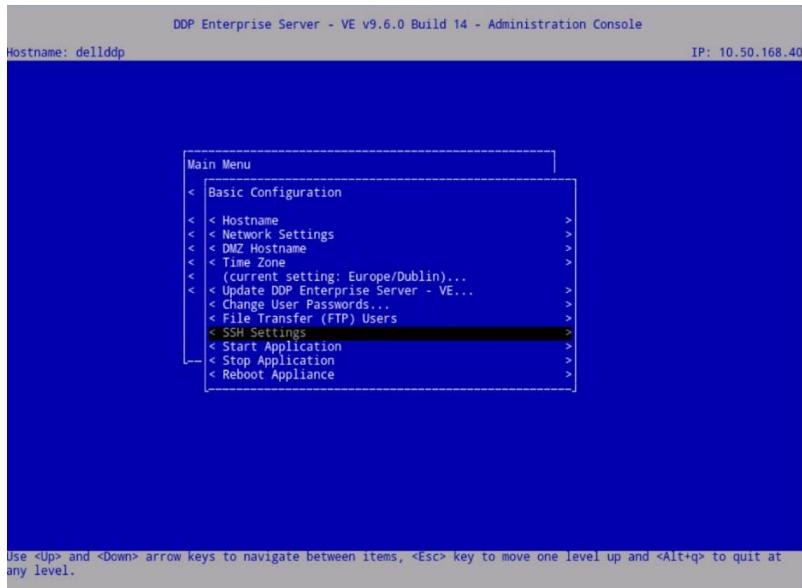 DDP Enterprise Server - VE v9.6.0 Build 14 - Administration Console
Hostname: dellddp IP: 10.50.168.40
Main Menu
< Basic Configuration
< < Hostname >
< < Network Settings >
< < DMZ Hostname >
< < Time Zone >
< (current setting: Europe/Dublin)...
< < Update DDP Enterprise Server - VE... >
< Change User Passwords... >
< File Transfer (FTP) Users >
< SSH Settings >
< Start Application >
< Stop Application >
< Reboot Appliance >
Use <Up> and <Down> arrow keys to navigate between items, <Esc> key to move one level up and <Alt+q> to quit at
any level.